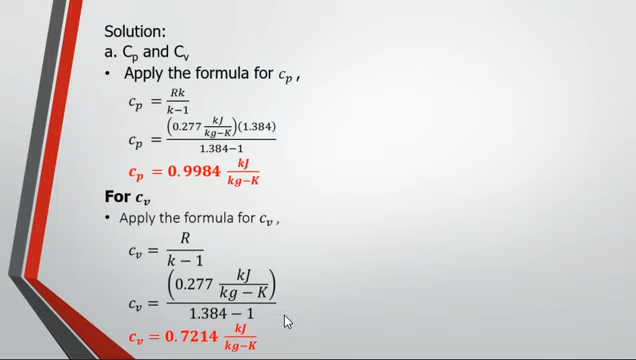 Solution:
a. Cp and Cv
• Apply the formula for cp,
cp = Rk / k−1
cp = (0.277 kJ/kg−K)(1.384) / 1.384−1
cp = 0.9984 kJ/kg−K
For cv
• Apply the formula for cv,
cv = R / k − 1
cv = (0.277 kJ/kg − K) / 1.384 − 1
cv = 0.7214 kJ/kg−K